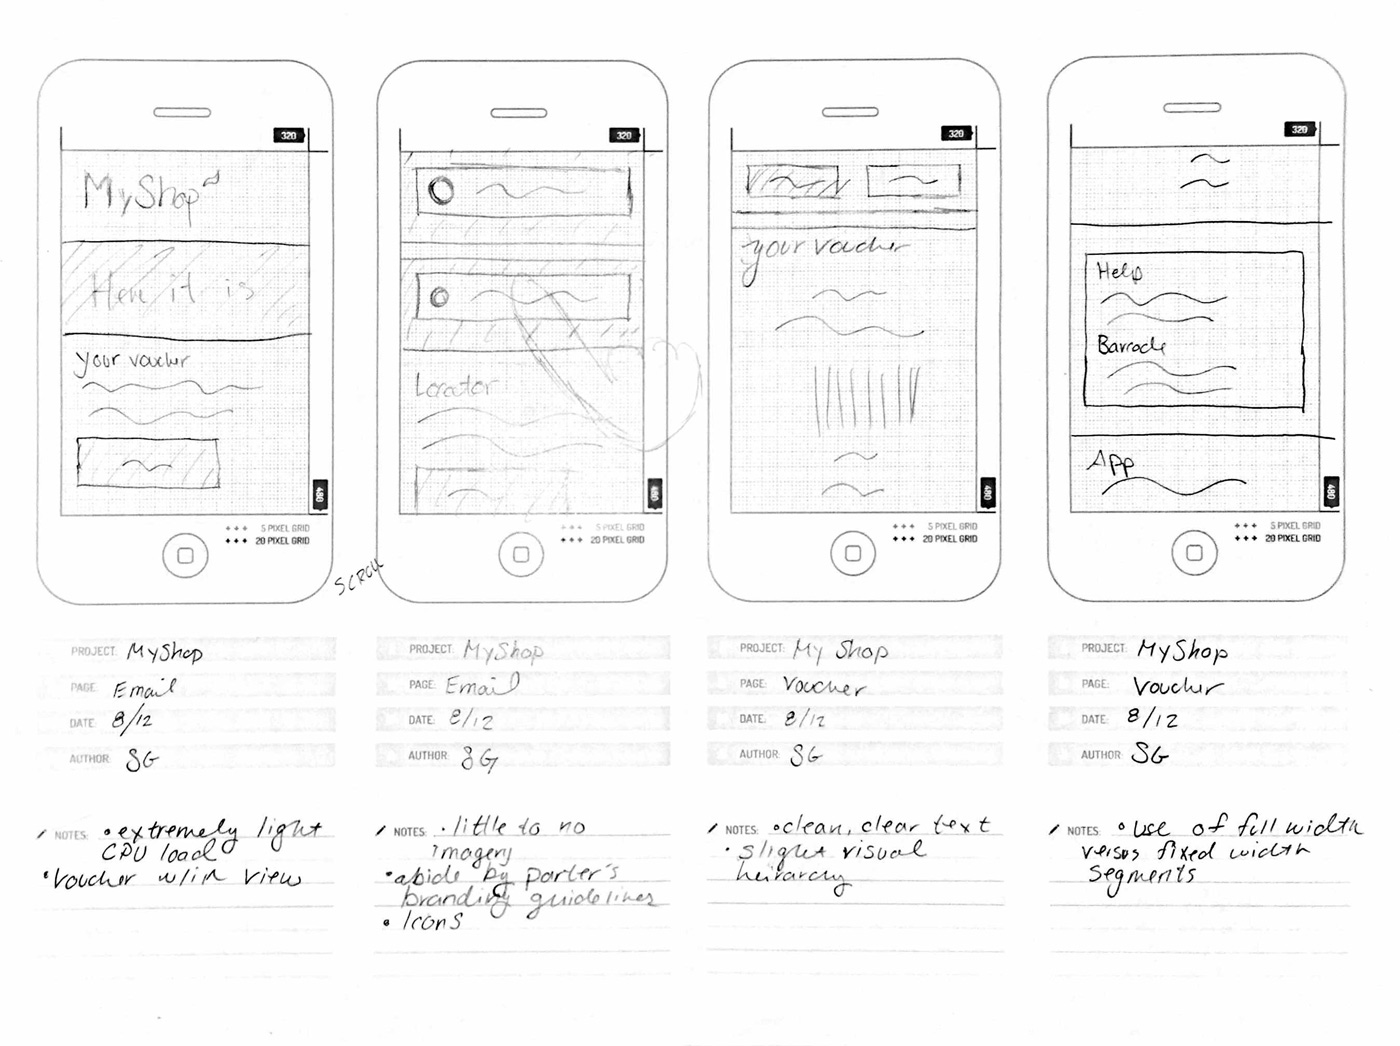 320
MyShop
Here it is
your voucher
480
+++ 5 PIXEL GRID
+++ 20 PIXEL GRID
SCROLL
PROJECT: MyShop
PAGE: Email
DATE: 8/12
AUTHOR: SG
NOTES: • extremely light
CPU load
• Voucher w/in view
320
Locator
480
+++ 5 PIXEL GRID
+++ 20 PIXEL GRID
PROJECT: MyShop
PAGE: Email
DATE: 8/12
AUTHOR: SG
NOTES: • little to no
imagery
• abide by porter's
branding guidelines
• Icons
320
your voucher
480
+++ 5 PIXEL GRID
+++ 20 PIXEL GRID
PROJECT: My Shop
PAGE: Voucher
DATE: 8/12
AUTHOR: SG
NOTES: • clean, clear text
• slight visual
heirarchy
320
Help
Barcode
App
480
+++ 5 PIXEL GRID
+++ 20 PIXEL GRID
PROJECT: MyShop
PAGE: Voucher
DATE: 8/12
AUTHOR: SG
NOTES: • Use of full width
versus fixed width
segments